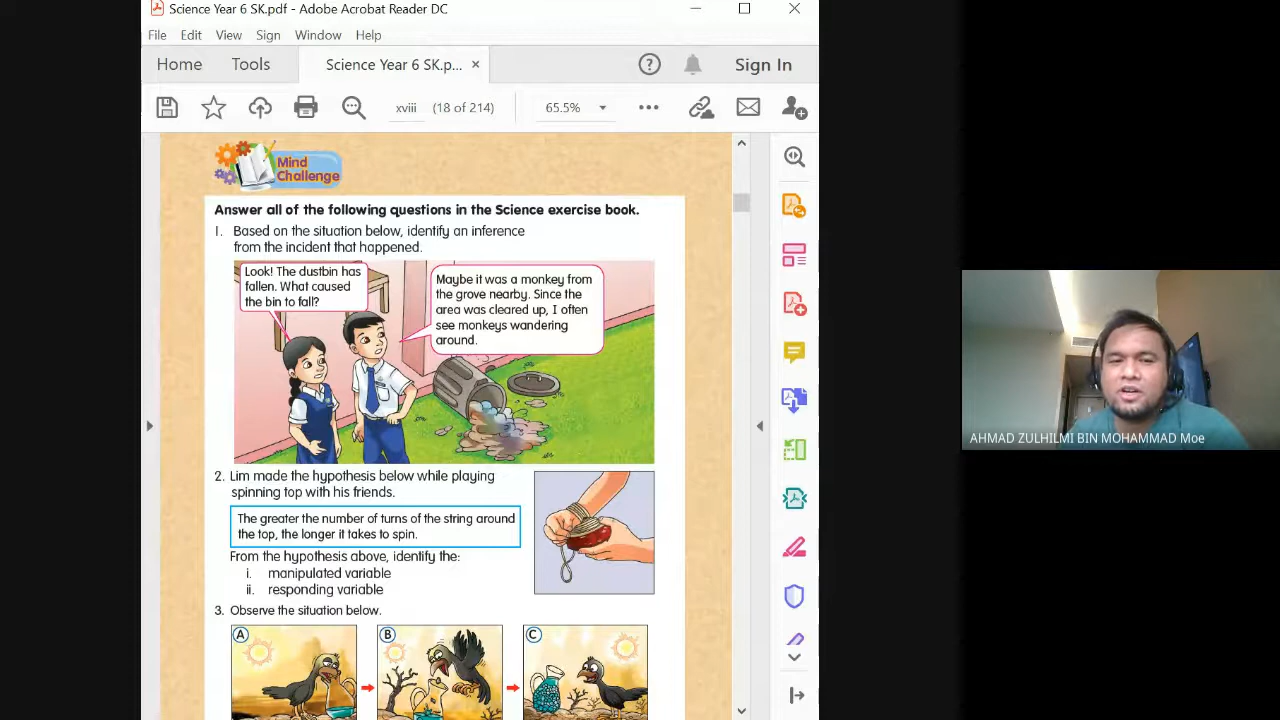 Science Year 6 SK.pdf - Adobe Acrobat Reader DC
File Edit View Sign Window Help
Home Tools Science Year 6 SK.p... × Sign In
xviii (18 of 214) 65.5%
Mind
Challenge
Answer all of the following questions in the Science exercise book.
1. Based on the situation below, identify an inference
from the incident that happened.
Look! The dustbin has
fallen. What caused
the bin to fall?
Maybe it was a monkey from
the grove nearby. Since the
area was cleared up, I often
see monkeys wandering
around.
2. Lim made the hypothesis below while playing
spinning top with his friends.
The greater the number of turns of the string around
the top, the longer it takes to spin.
From the hypothesis above, identify the:
i. manipulated variable
ii. responding variable
3. Observe the situation below.
A B C
AHMAD ZULHILMI BIN MOHAMMAD Moe